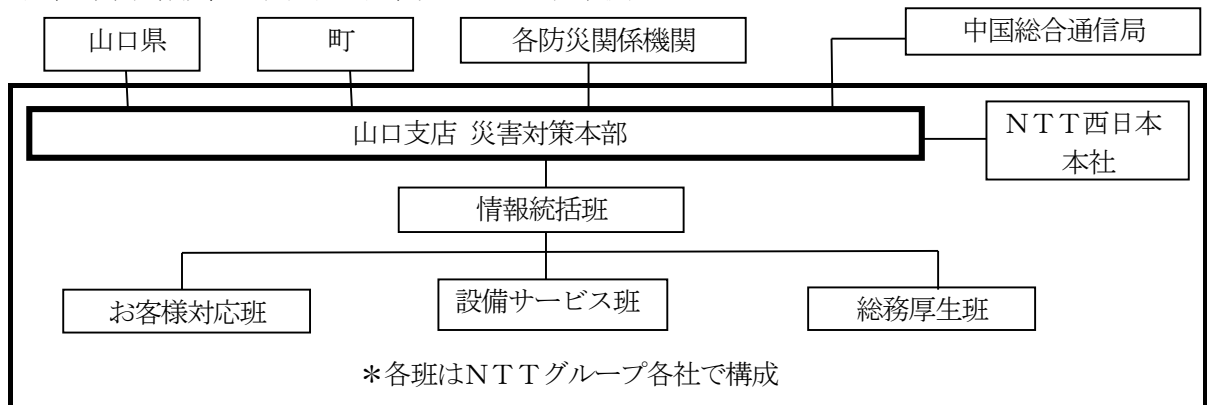 山口県
町
各防災関係機関
中国総合通信局
山口支店 災害対策本部
ＮＴＴ西日本
本社
情報統括班
お客様対応班
設備サービス班
総務厚生班
＊各班はＮＴＴグループ各社で構成